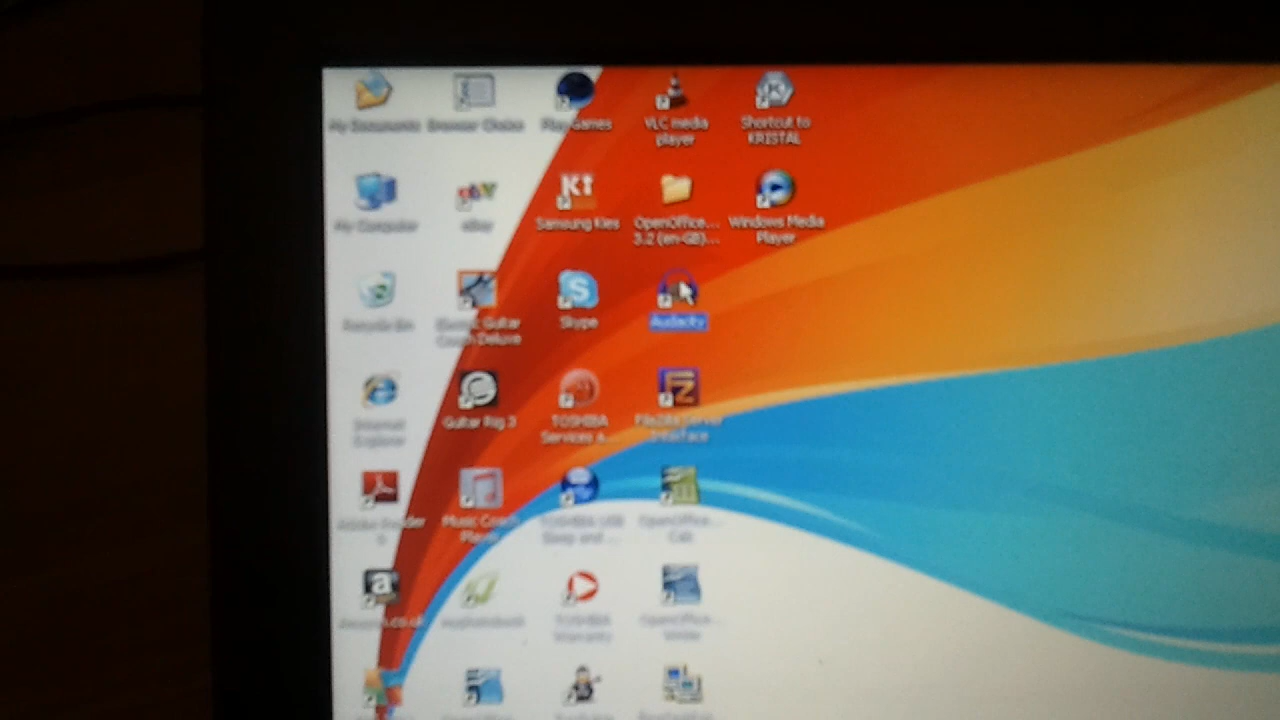 My Documents
Browser Choice
Play Games
VLC media
player
Shortcut to
KRISTAL
My Computer
eBay
Samsung Kies
OpenOffice...
3.2 (en-GB)...
Windows Media
Player
Recycle Bin
Guitar
Coach Deluxe
Skype
Audacity
Internet
Explorer
Guitar Rig 3
TOSHIBA
Services a...
FileZilla Server
Interface
Adobe Reader
9
Music Coach
Player
TOSHIBA USB
Sleep and ...
OpenOffice...
Calc
Amazon.co.uk
TOSHIBA
Warranty
OpenOffice...
Writer